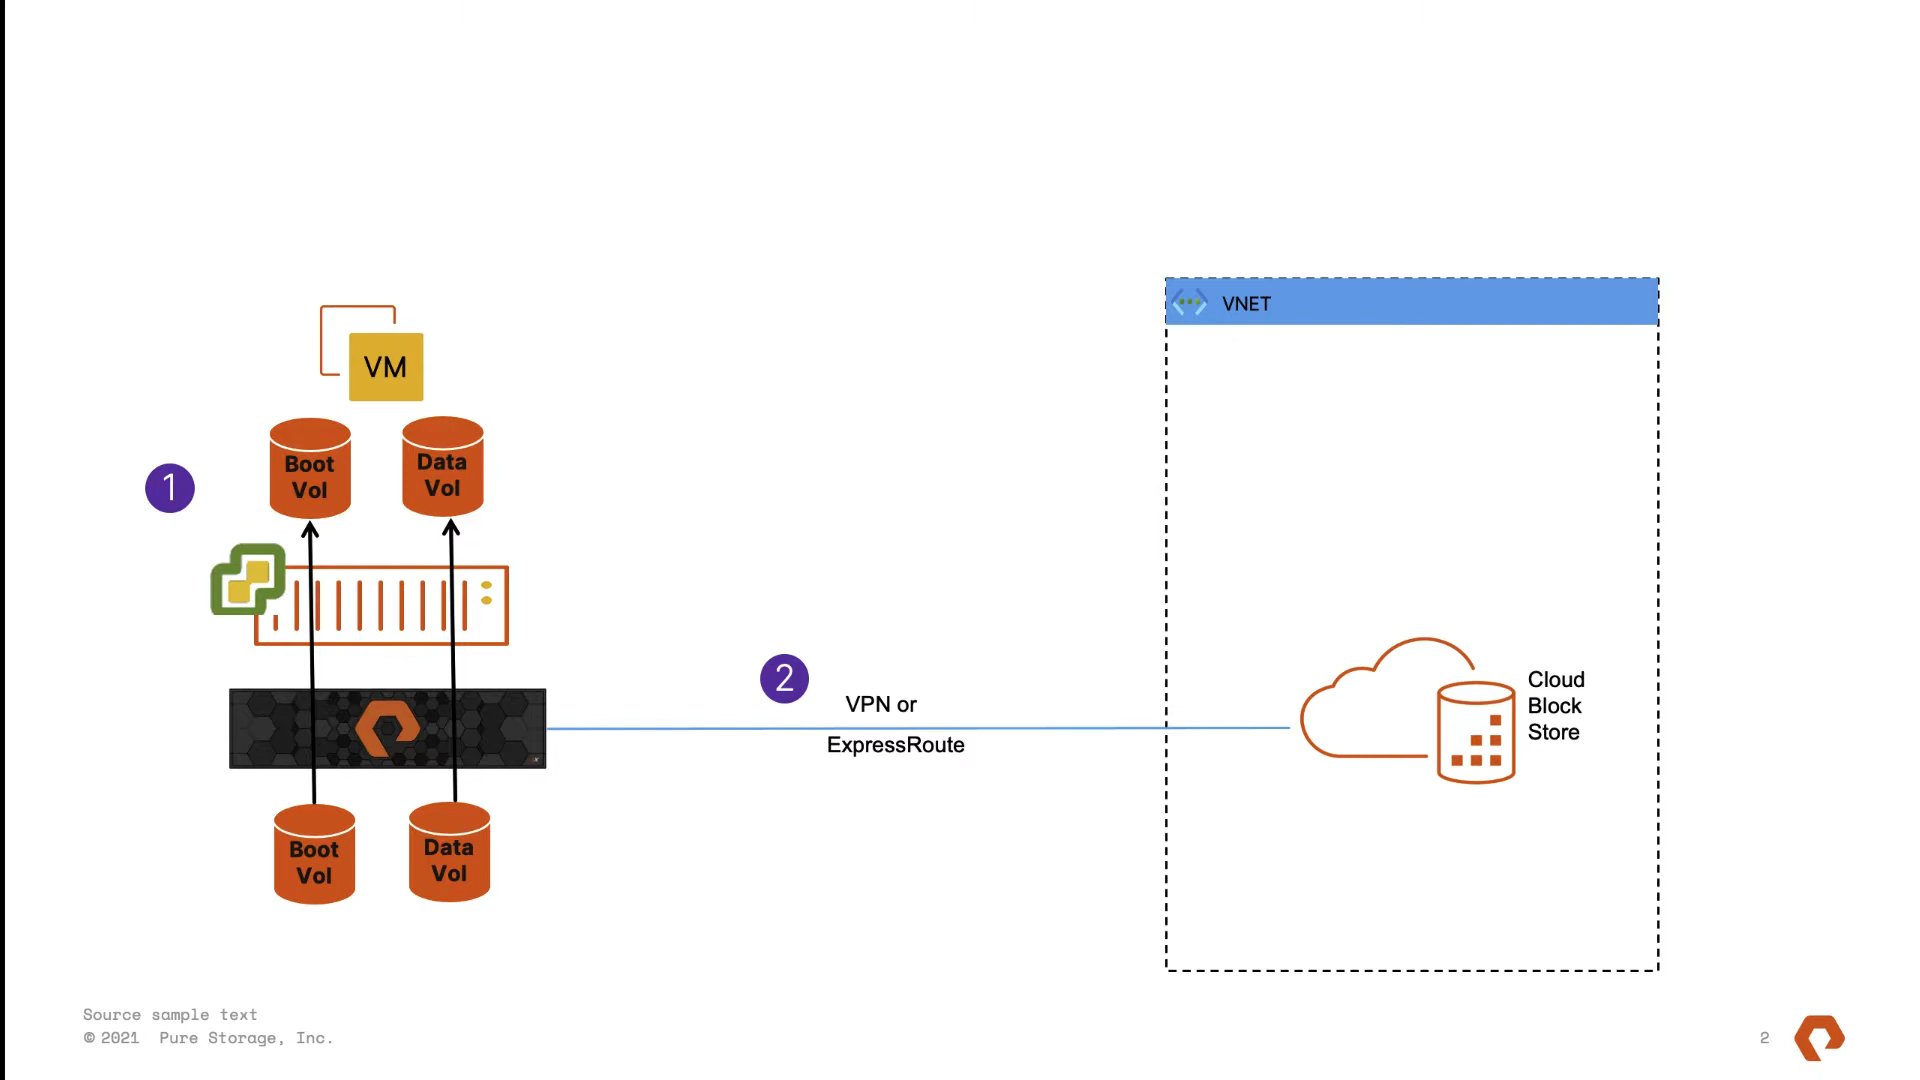 VNET
VM
Boot
Vol
Data
Vol
1
2
VPN or
ExpressRoute
Cloud
Block
Store
Boot
Vol
Data
Vol
Source sample text
© 2021 Pure Storage, Inc.
2